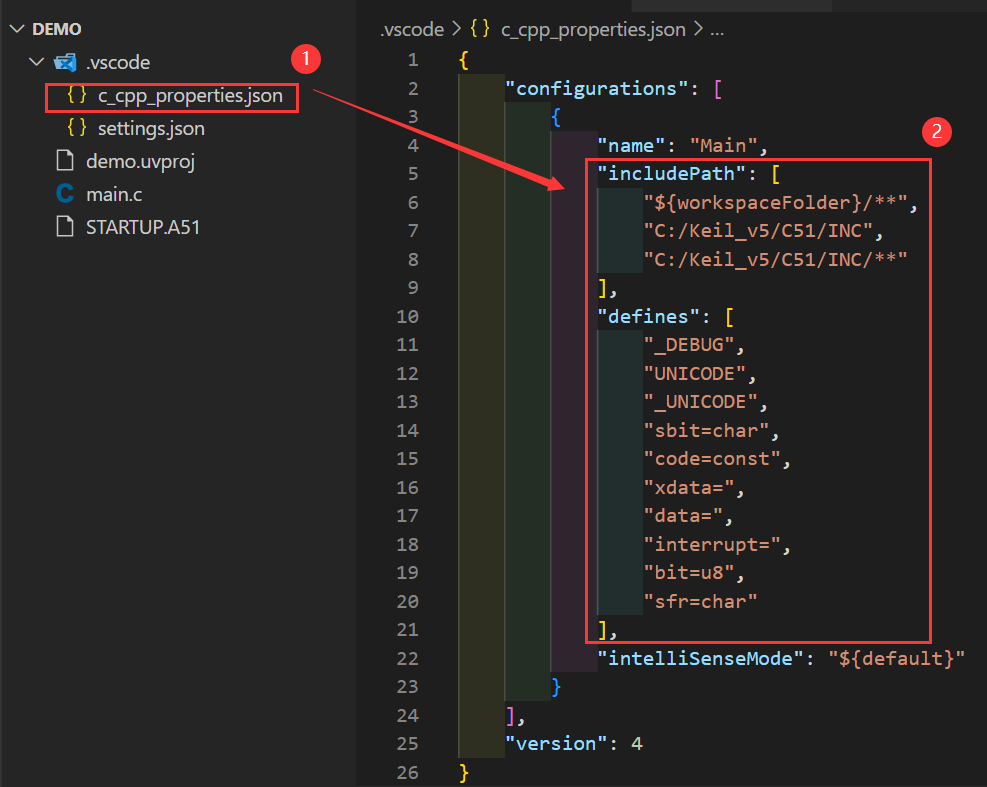 DEMO
.vscode
1
{ } c_cpp_properties.json
{ } settings.json
demo.uvproj
C main.c
STARTUP.A51
.vscode > { } c_cpp_properties.json > ...
1 {
2 "configurations": [
3 {
2
4 "name": "Main",
5 "includePath": [
6 "${workspaceFolder}/**",
7 "C:/Keil_v5/C51/INC",
8 "C:/Keil_v5/C51/INC/**"
9 ],
10 "defines": [
11 "_DEBUG",
12 "UNICODE",
13 "_UNICODE",
14 "sbit=char",
15 "code=const",
16 "xdata=",
17 "data=",
18 "interrupt=",
19 "bit=u8",
20 "sfr=char"
21 ],
22 "intelliSenseMode": "${default}"
23 }
24 ],
25 "version": 4
26 }